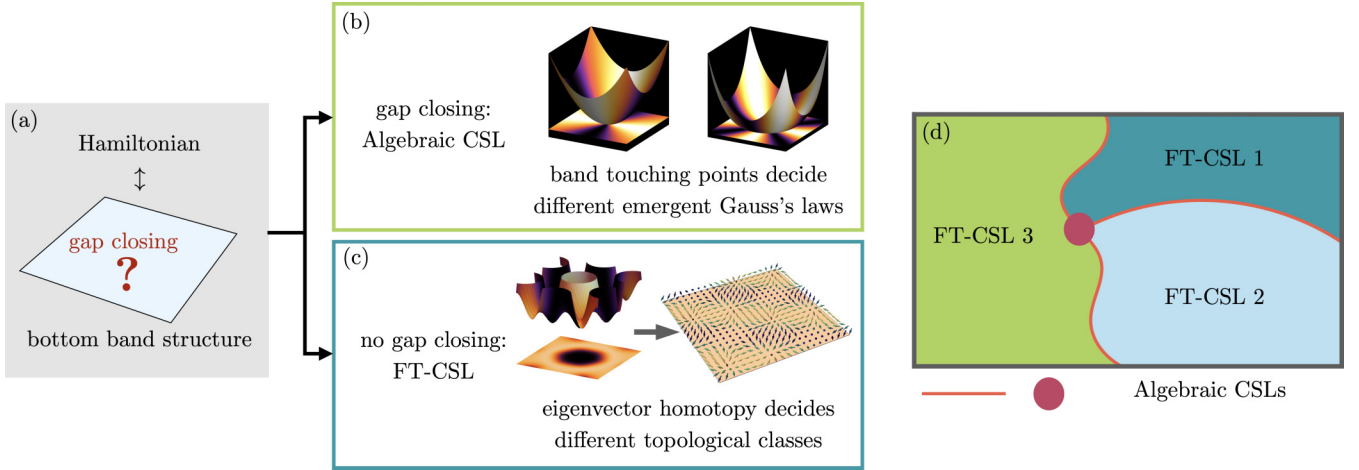 (a)
Hamiltonian
↕
gap closing
?
bottom band structure
(b)
gap closing:
Algebraic CSL
band touching points decide
different emergent Gauss's laws
(c)
no gap closing:
FT-CSL
eigenvector homotopy decides
different topological classes
(d)
FT-CSL 1
FT-CSL 3
FT-CSL 2
Algebraic CSLs